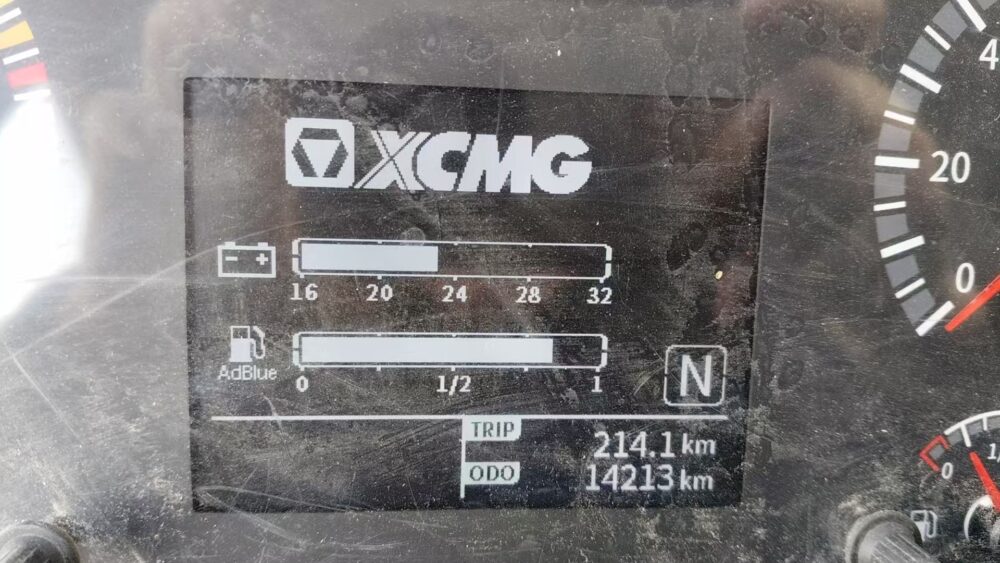 XCMG
16 20 24 28 32
AdBlue
0 1/2 1
N
TRIP 214.1 km
ODO 14213 km
20
0
0